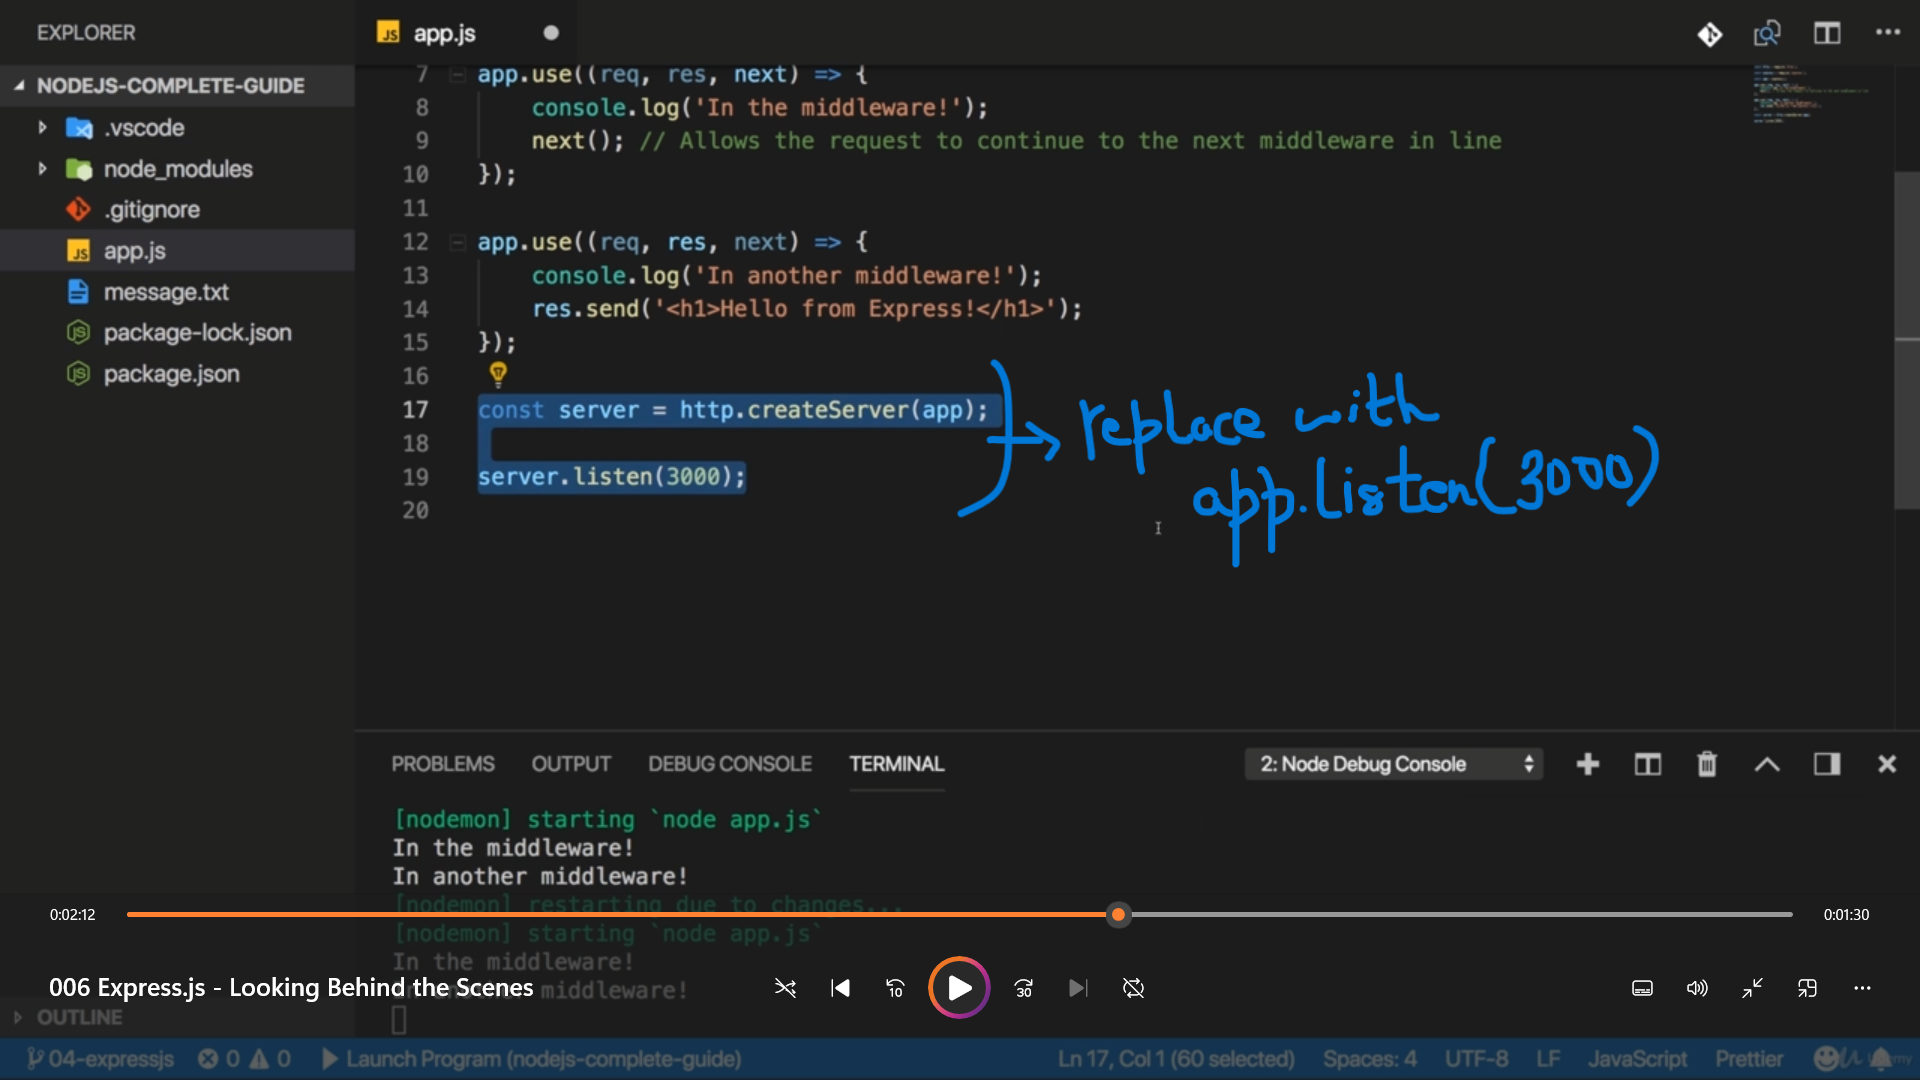 EXPLORER
NODEJS-COMPLETE-GUIDE
.vscode
node_modules
.gitignore
app.js
message.txt
package-lock.json
package.json
OUTLINE
JS app.js
7 app.use((req, res, next) => {
8 console.log('In the middleware!');
9 next(); // Allows the request to continue to the next middleware in line
10 });
11
12 app.use((req, res, next) => {
13 console.log('In another middleware!');
14 res.send('<h1>Hello from Express!</h1>');
15 });
16
17 const server = http.createServer(app);
18
19 server.listen(3000);
20
replace with
app.listen(3000)
PROBLEMS OUTPUT DEBUG CONSOLE TERMINAL 2: Node Debug Console
[nodemon] starting `node app.js`
In the middleware!
In another middleware!
[nodemon] restarting due to changes...
[nodemon] starting `node app.js`
In the middleware!
In another middleware!
0:02:12 0:01:30
006 Express.js - Looking Behind the Scenes
10 30
04-expressjs 0 0 Launch Program (nodejs-complete-guide) Ln 17, Col 1 (60 selected) Spaces: 4 UTF-8 LF JavaScript Prettier